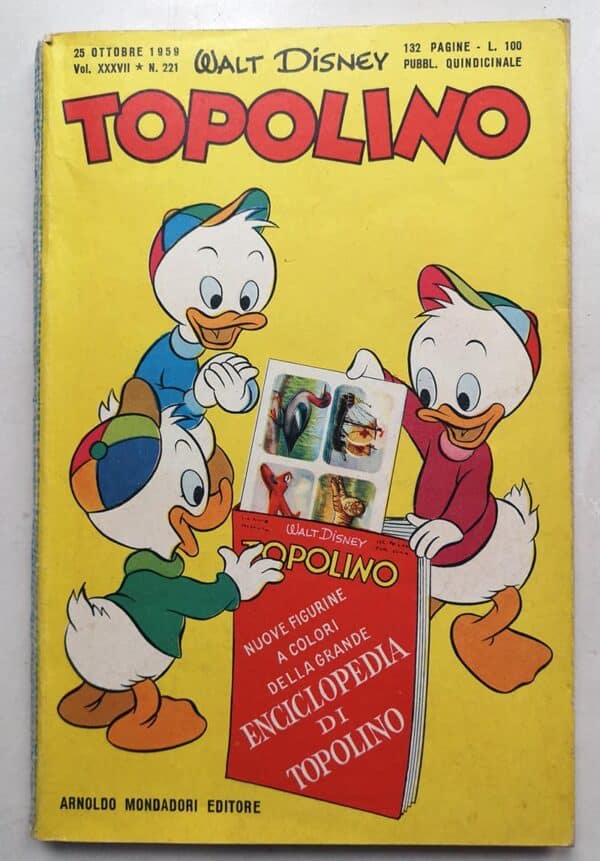 25 OTTOBRE 1959
Vol. XXXVII * N. 221
WALT DISNEY
132 PAGINE - L. 100
PUBBL. QUINDICINALE
TOPOLINO
WALT DISNEY
TOPOLINO
NUOVE FIGURINE
A COLORI
DELLA GRANDE
ENCICLOPEDIA
DI
TOPOLINO
ARNOLDO MONDADORI EDITORE